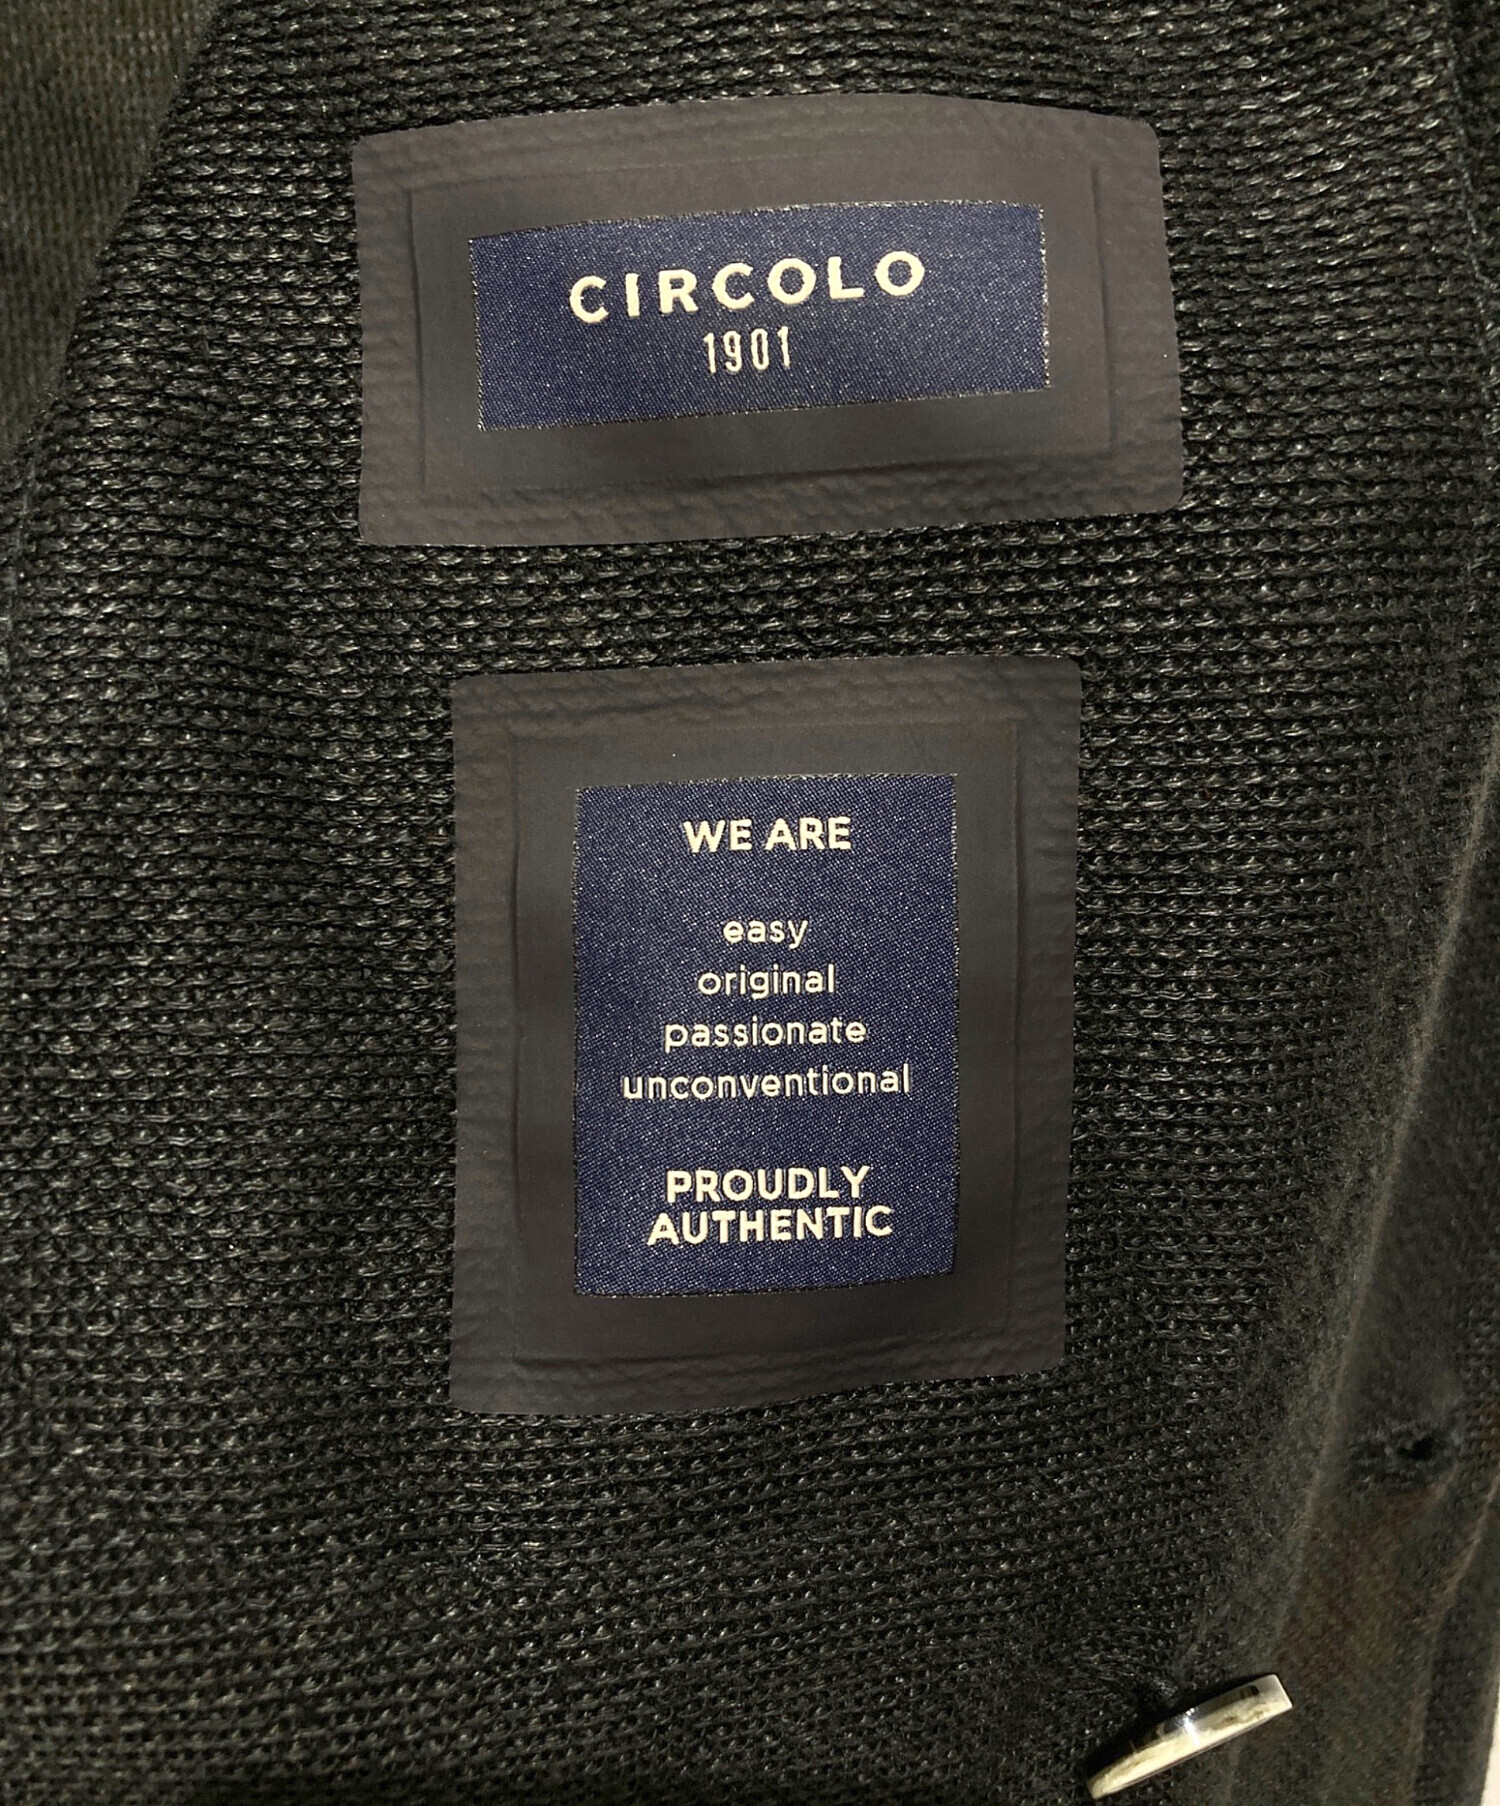 CIRCOLO
1901
WE ARE
easy
original
passionate
unconventional
PROUDLY
AUTHENTIC